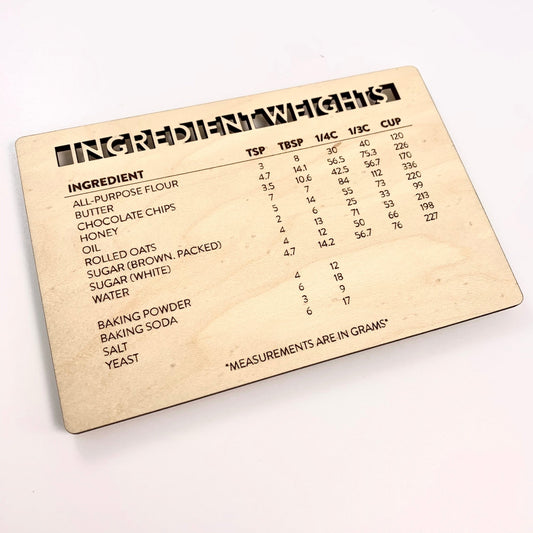 INGREDIENT WEIGHTS
INGREDIENT TSP TBSP 1/4C 1/3C CUP
ALL-PURPOSE FLOUR 3 8 30 40 120
BUTTER 4.7 14.1 56.5 75.3 226
CHOCOLATE CHIPS 3.5 10.6 42.5 56.7 170
HONEY 7 7 84 112 336
OIL 5 14 55 73 220
ROLLED OATS 2 6 25 33 99
SUGAR (BROWN, PACKED) 4 13 53 71 213
SUGAR (WHITE) 4 12 50 66 198
WATER 4.7 14.2 56.7 76 227
BAKING POWDER 4 12
BAKING SODA 6 18
SALT 3 9
YEAST 6 17
*MEASUREMENTS ARE IN GRAMS*